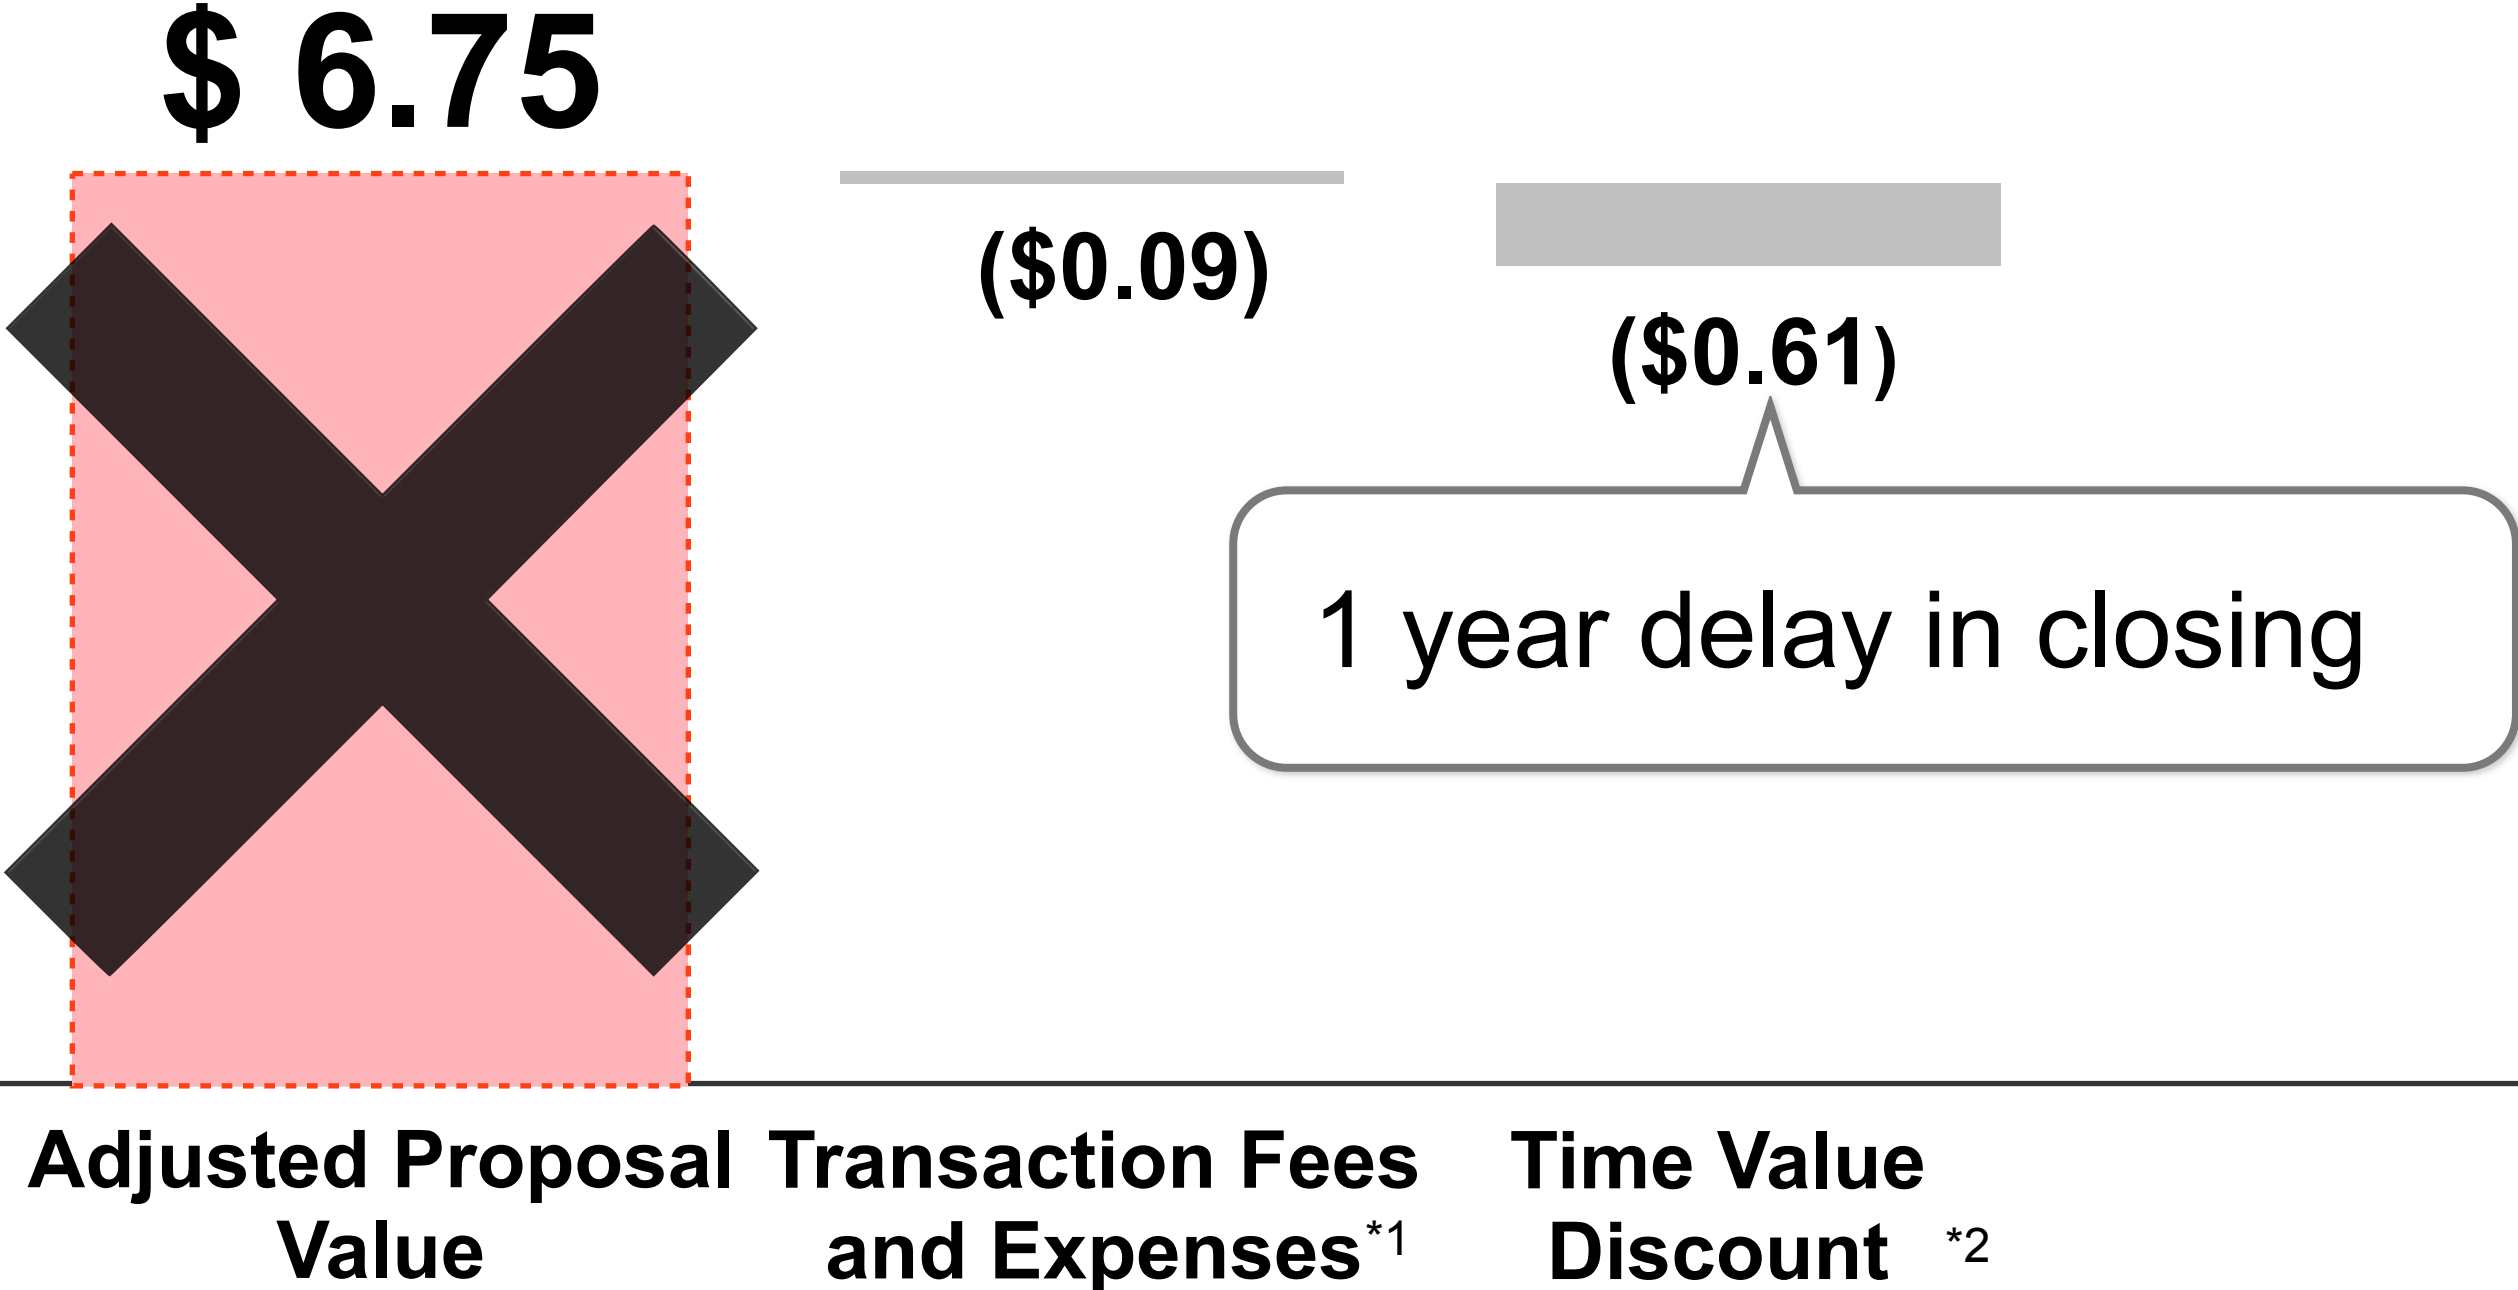 $ 6.75
($0.09)
($0.61)
1 year delay in closing
Adjusted Proposal
Value
Transaction Fees
and Expenses*1
Time Value
Discount *2